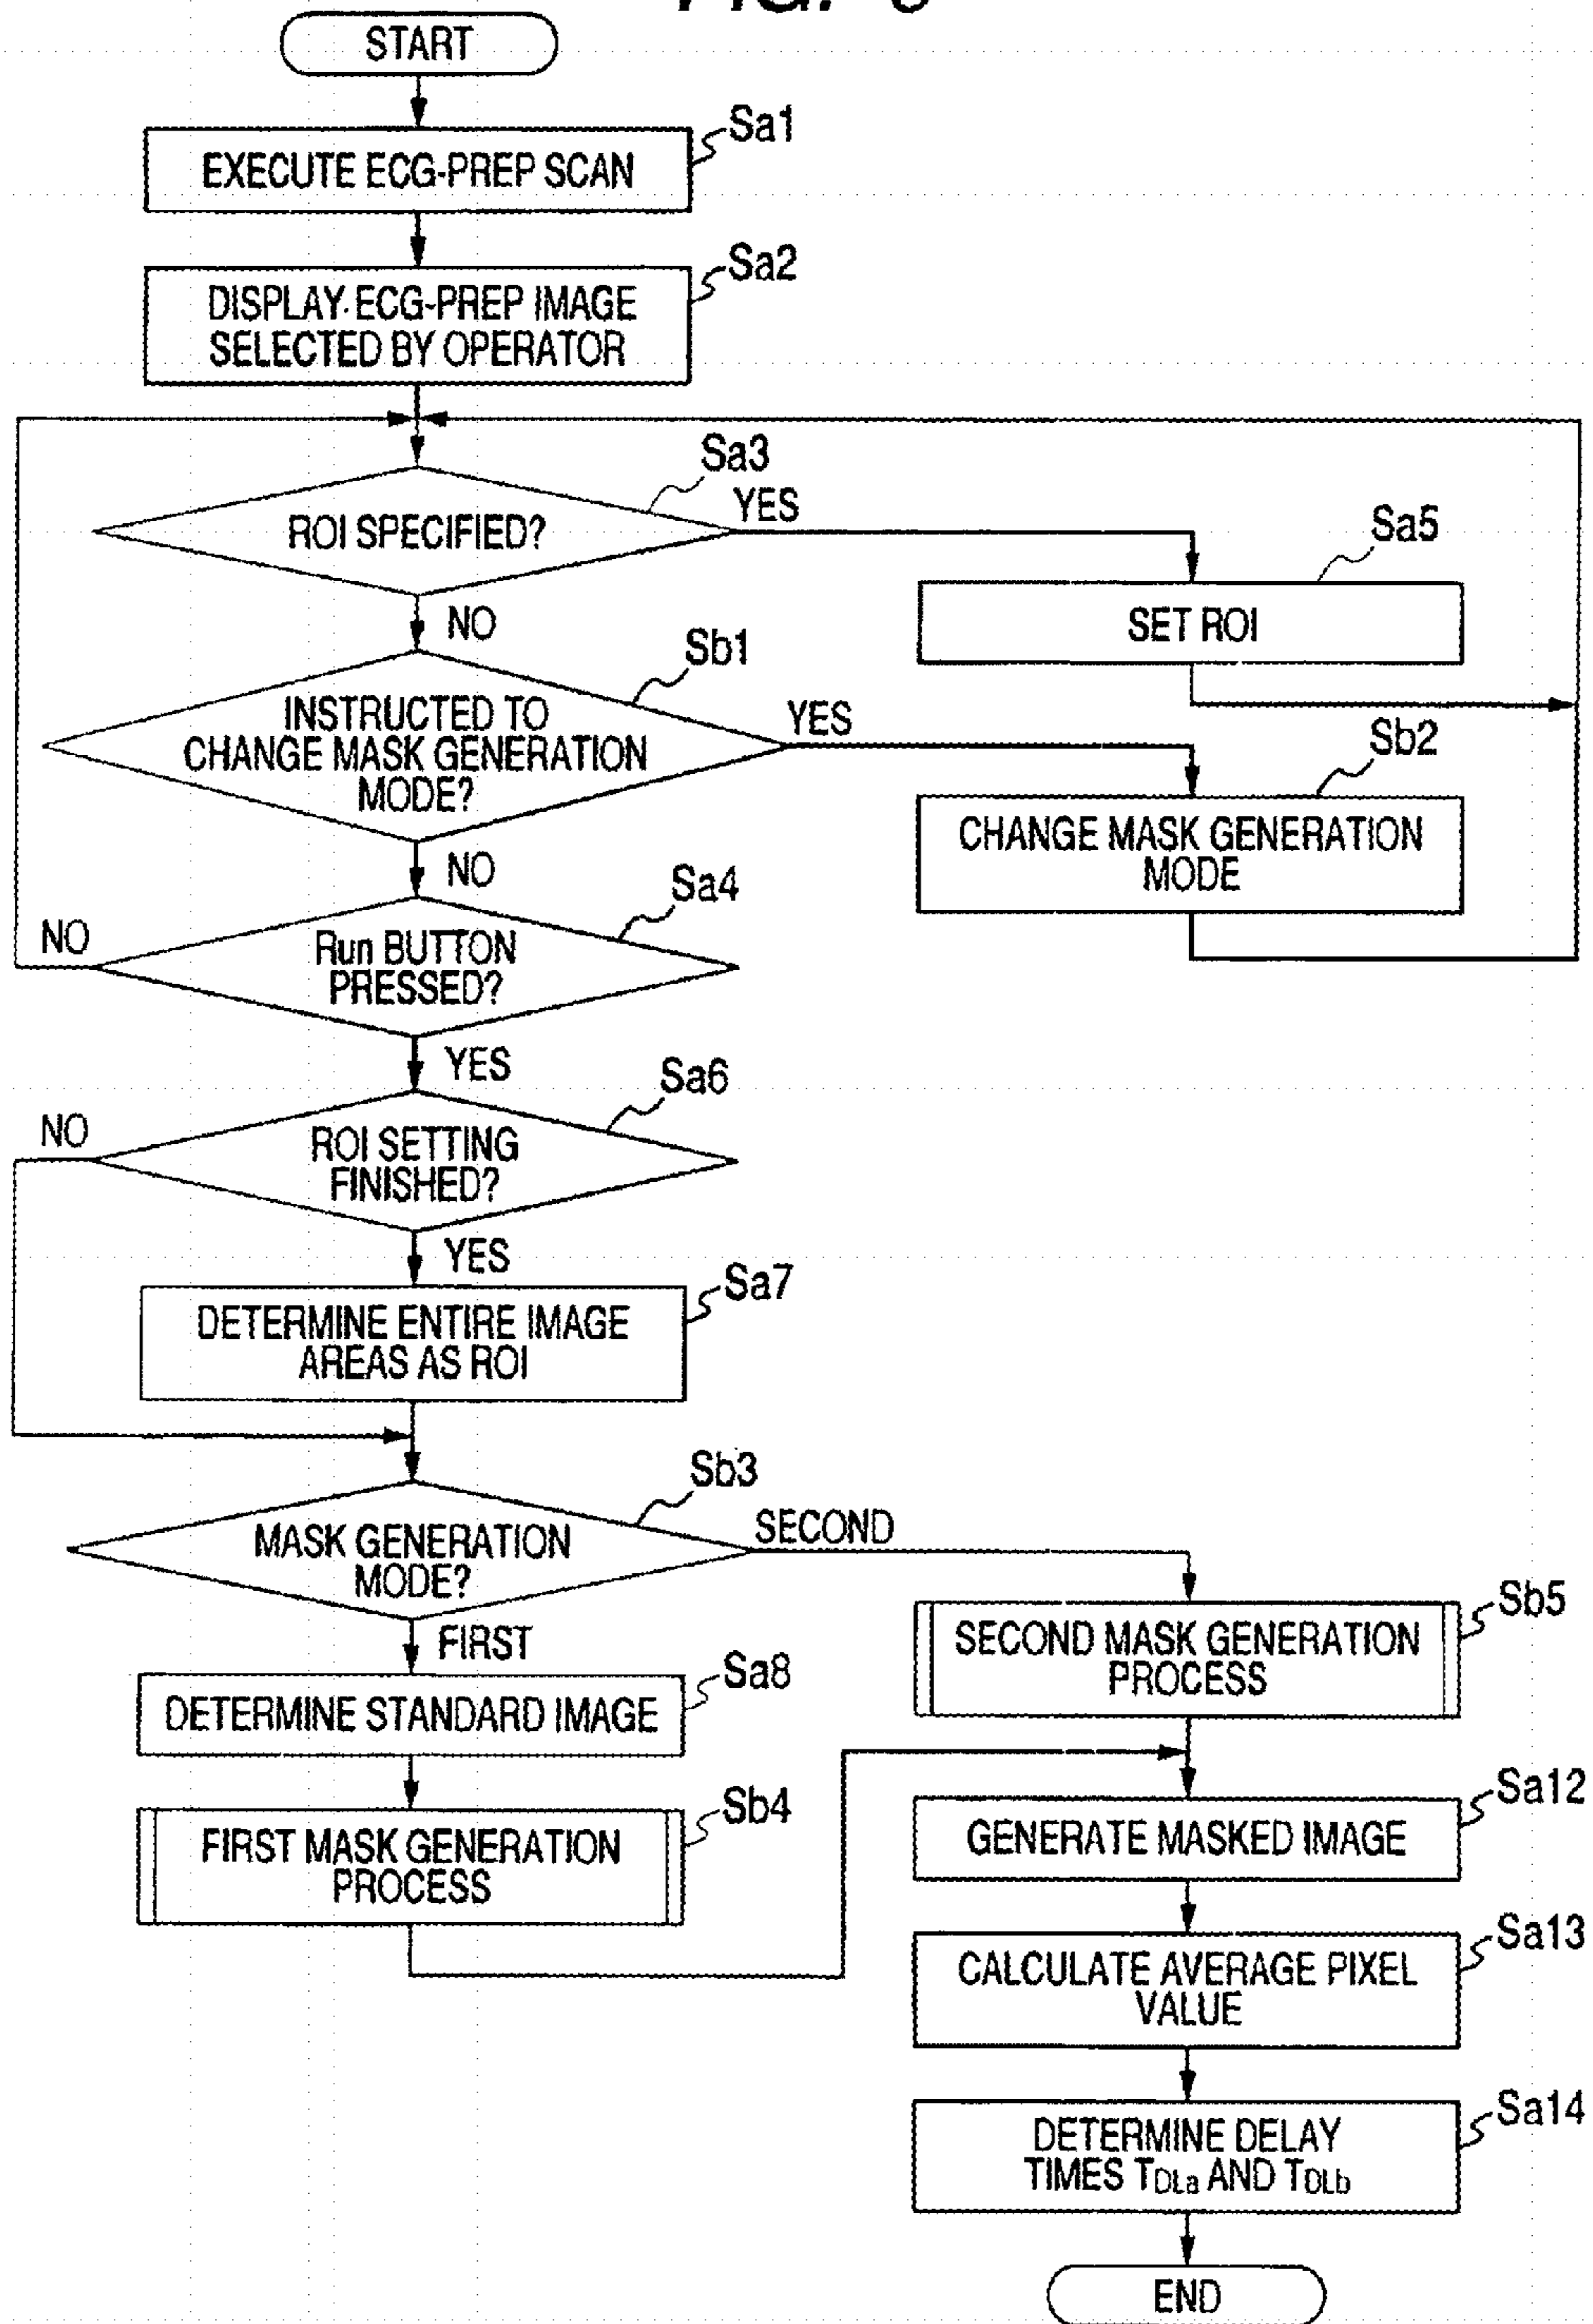 START
Sa1
EXECUTE ECG-PREP SCAN
Sa2
DISPLAY ECG-PREP IMAGE
SELECTED BY OPERATOR
Sa3
ROI SPECIFIED?
YES
Sa5
SET ROI
NO
Sb1
INSTRUCTED TO
CHANGE MASK GENERATION
MODE?
YES
Sb2
CHANGE MASK GENERATION
MODE
NO
Sa4
Run BUTTON
PRESSED?
NO
YES
Sa6
ROI SETTING
FINISHED?
NO
YES
Sa7
DETERMINE ENTIRE IMAGE
AREAS AS ROI
Sb3
MASK GENERATION
MODE?
SECOND
FIRST
Sb5
SECOND MASK GENERATION
PROCESS
Sa8
DETERMINE STANDARD IMAGE
Sb4
FIRST MASK GENERATION
PROCESS
Sa12
GENERATE MASKED IMAGE
Sa13
CALCULATE AVERAGE PIXEL
VALUE
Sa14
DETERMINE DELAY
TIMES TDLa AND TDLb
END